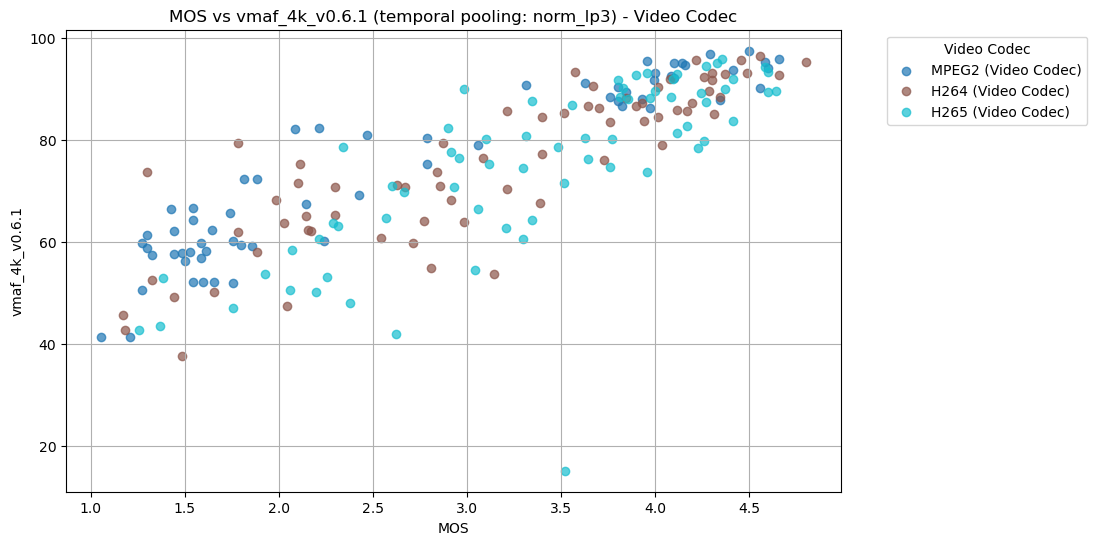 MOS vs vmaf_4k_v0.6.1 (temporal pooling: norm_lp3) - Video Codec
100
80
60
40
20
vmaf_4k_v0.6.1
1.0 1.5 2.0 2.5 3.0 3.5 4.0 4.5
MOS
Video Codec
MPEG2 (Video Codec)
H264 (Video Codec)
H265 (Video Codec)